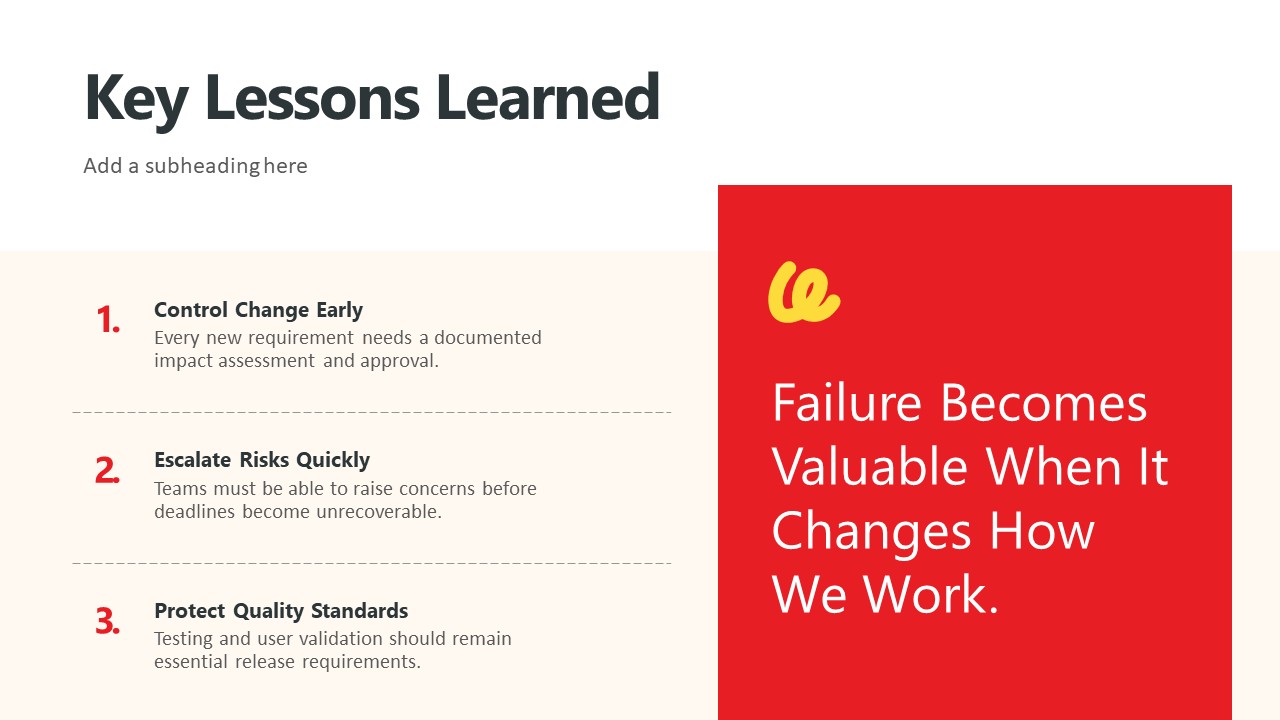 Key Lessons Learned
Add a subheading here
1.
Control Change Early
Every new requirement needs a documented
impact assessment and approval.
2.
Escalate Risks Quickly
Teams must be able to raise concerns before
deadlines become unrecoverable.
3.
Protect Quality Standards
Testing and user validation should remain
essential release requirements.
Failure Becomes
Valuable When It
Changes How
We Work.